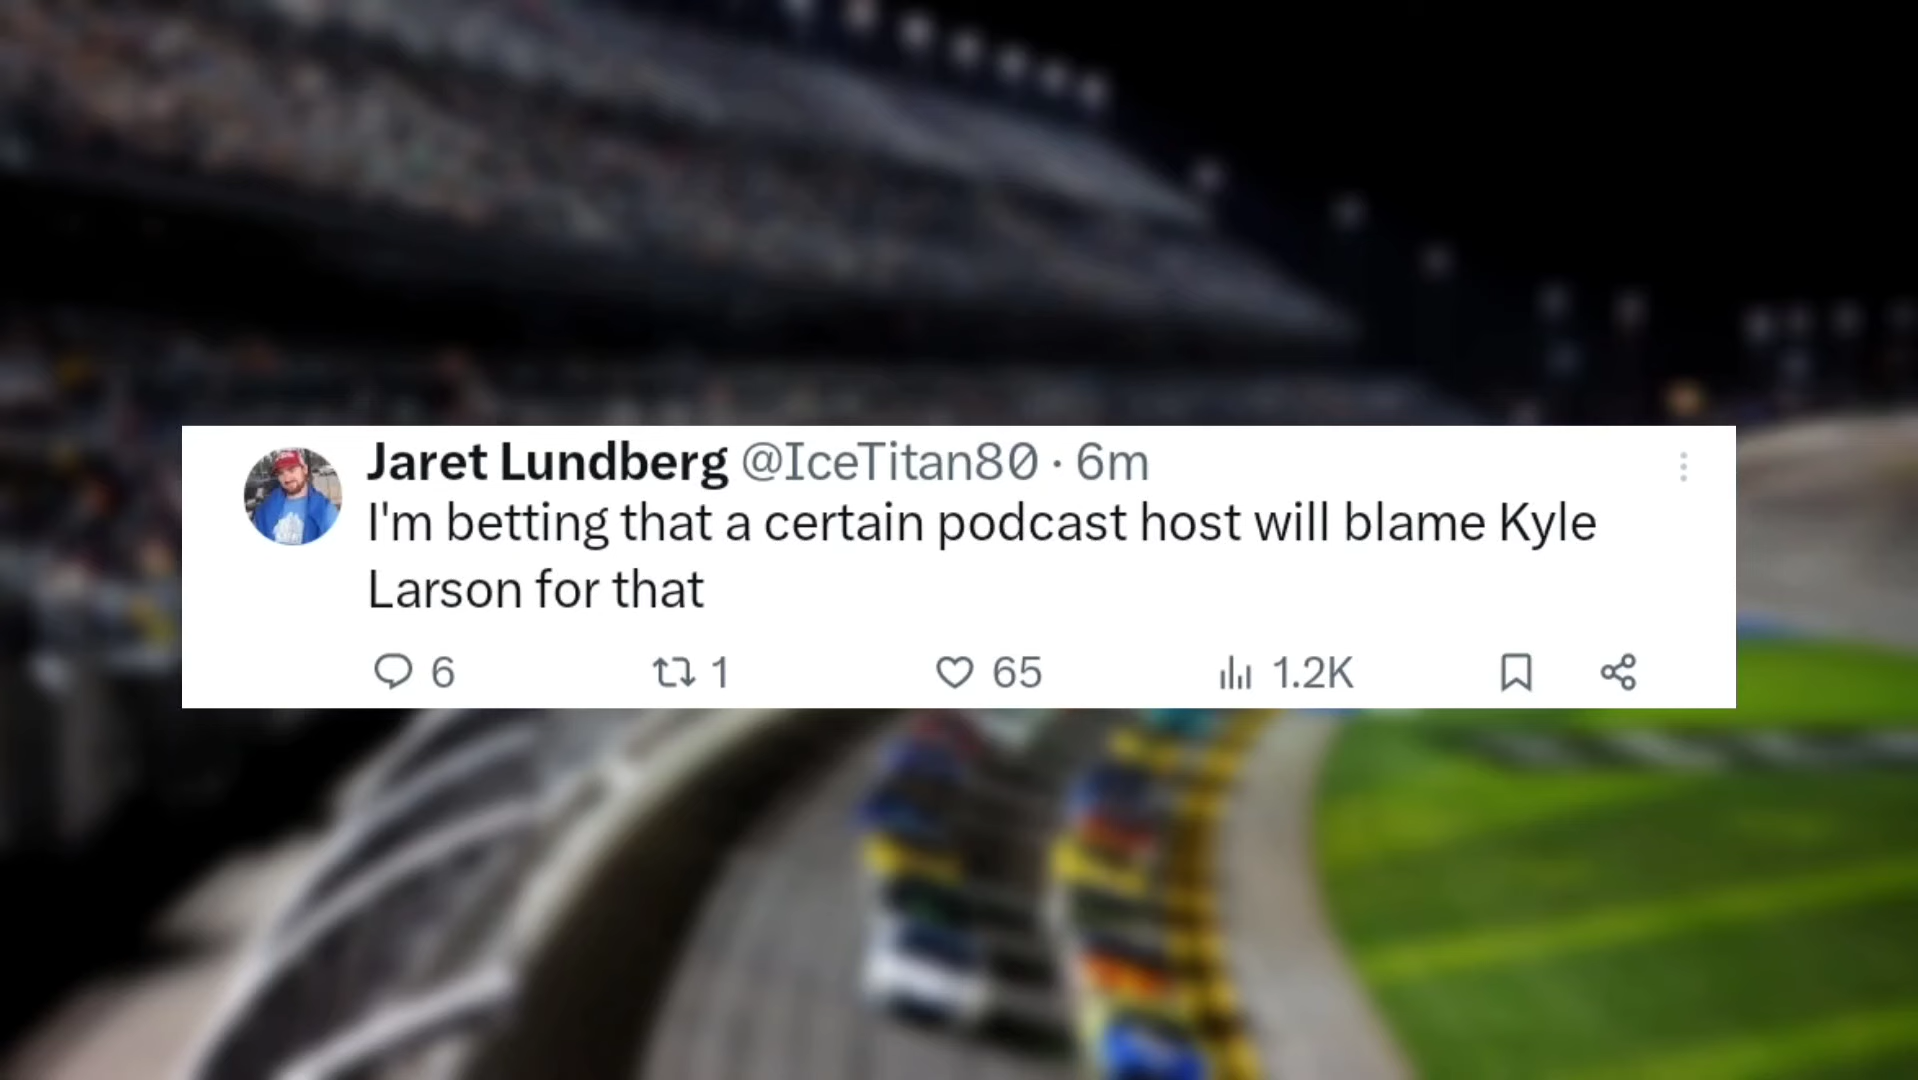 Jaret Lundberg @IceTitan80 · 6m
I'm betting that a certain podcast host will blame Kyle
Larson for that
6 1 65 1.2K